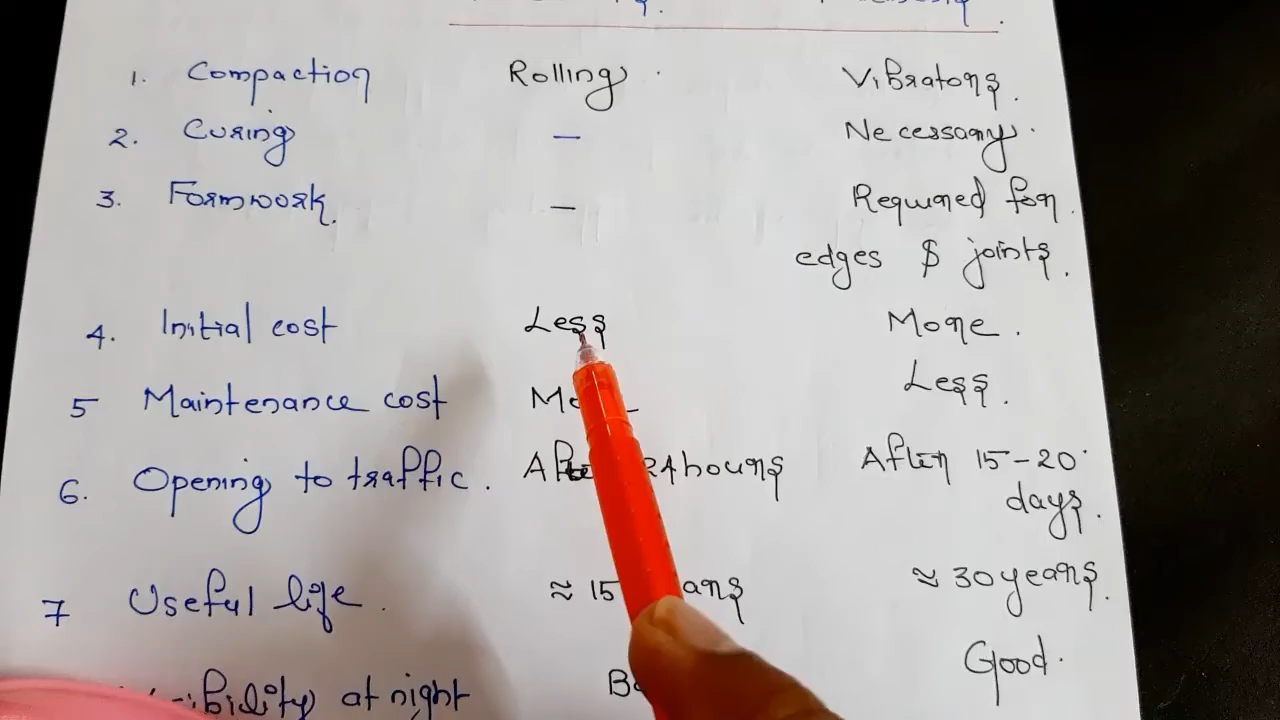 1. Compaction Rolling . Vibrators.
2. Curing — Necessary.
3. Formwork. — Required for
edges & joints.
4. Initial cost Less More.
5 Maintenance cost Less.
6. Opening to traffic. After 24 hours After 15-20
days.
7 Useful life. ≈ 15 ≈ 30 years.
at night Good.